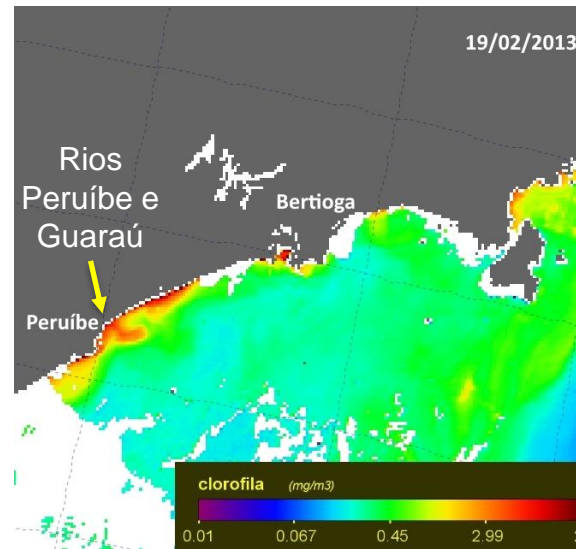 19/02/2013
Rios
Peruíbe e
Guaraú
Bertioga
Peruíbe
clorofila (mg/m3)
0.01 0.067 0.45 2.99